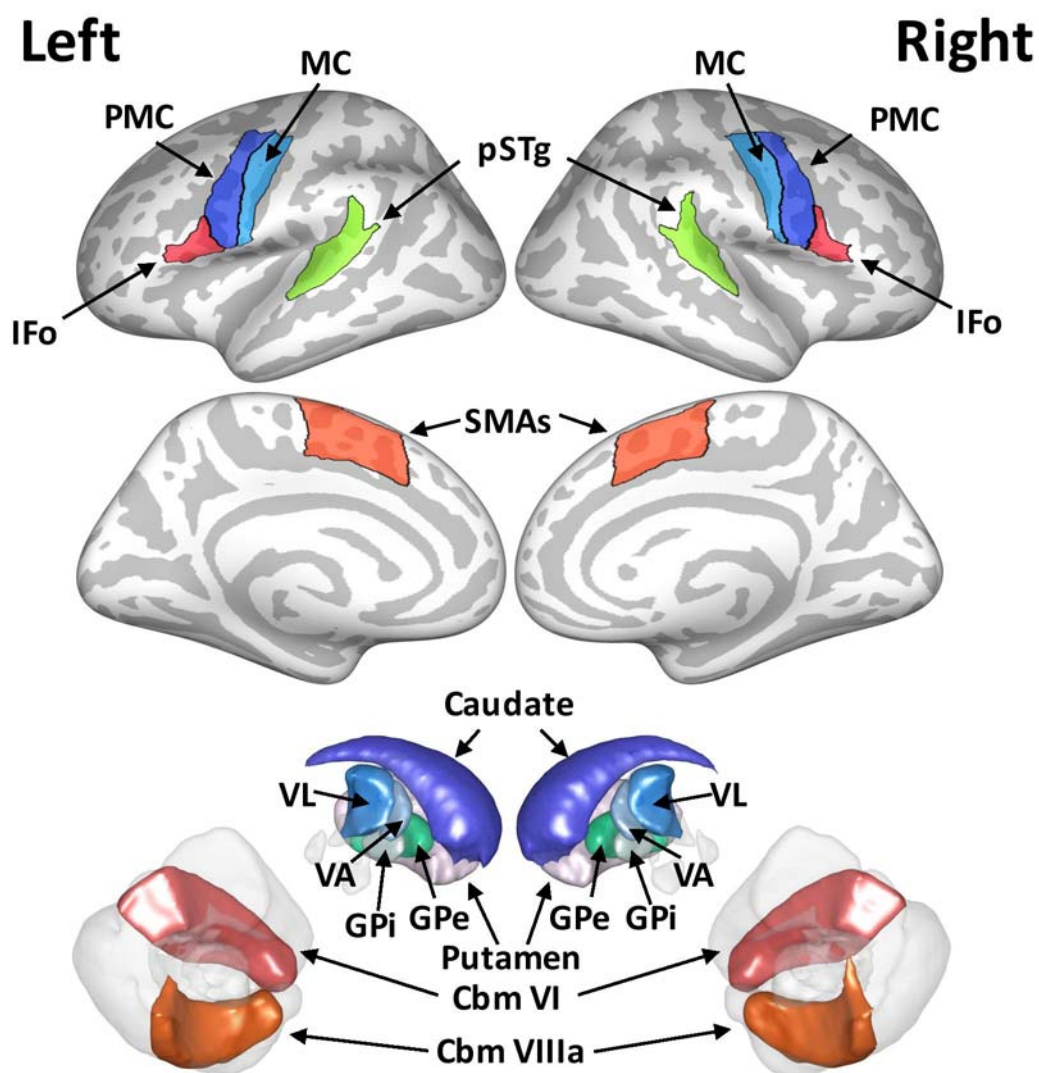 Left
Right
MC
MC
PMC
PMC
pSTg
IFo
IFo
SMAs
Caudate
VL
VL
VA
VA
GPi
GPe
GPe
GPi
Putamen
Cbm VI
Cbm VIIIa